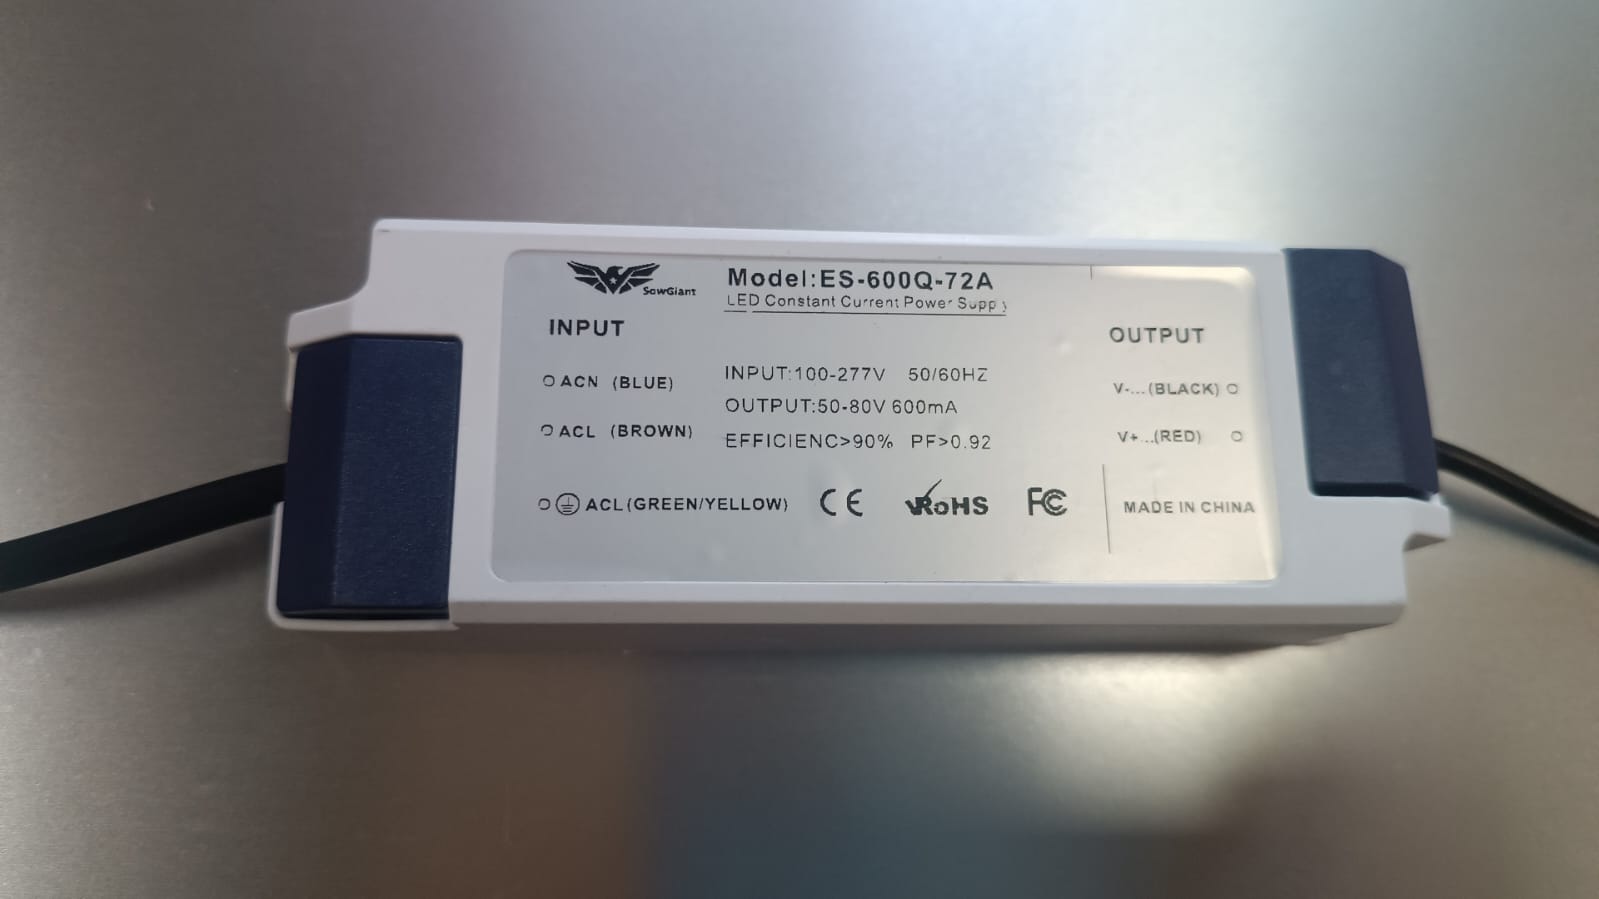 SawGiant
Model:ES-600Q-72A
LED Constant Current Power Supply
INPUT
ACN (BLUE)
ACL (BROWN)
ACL(GREEN/YELLOW)
INPUT:100-277V 50/60HZ
OUTPUT:50-80V 600mA
EFFICIENC>90% PF>0.92
CE RoHS FC
OUTPUT
V-...(BLACK)
V+...(RED)
MADE IN CHINA